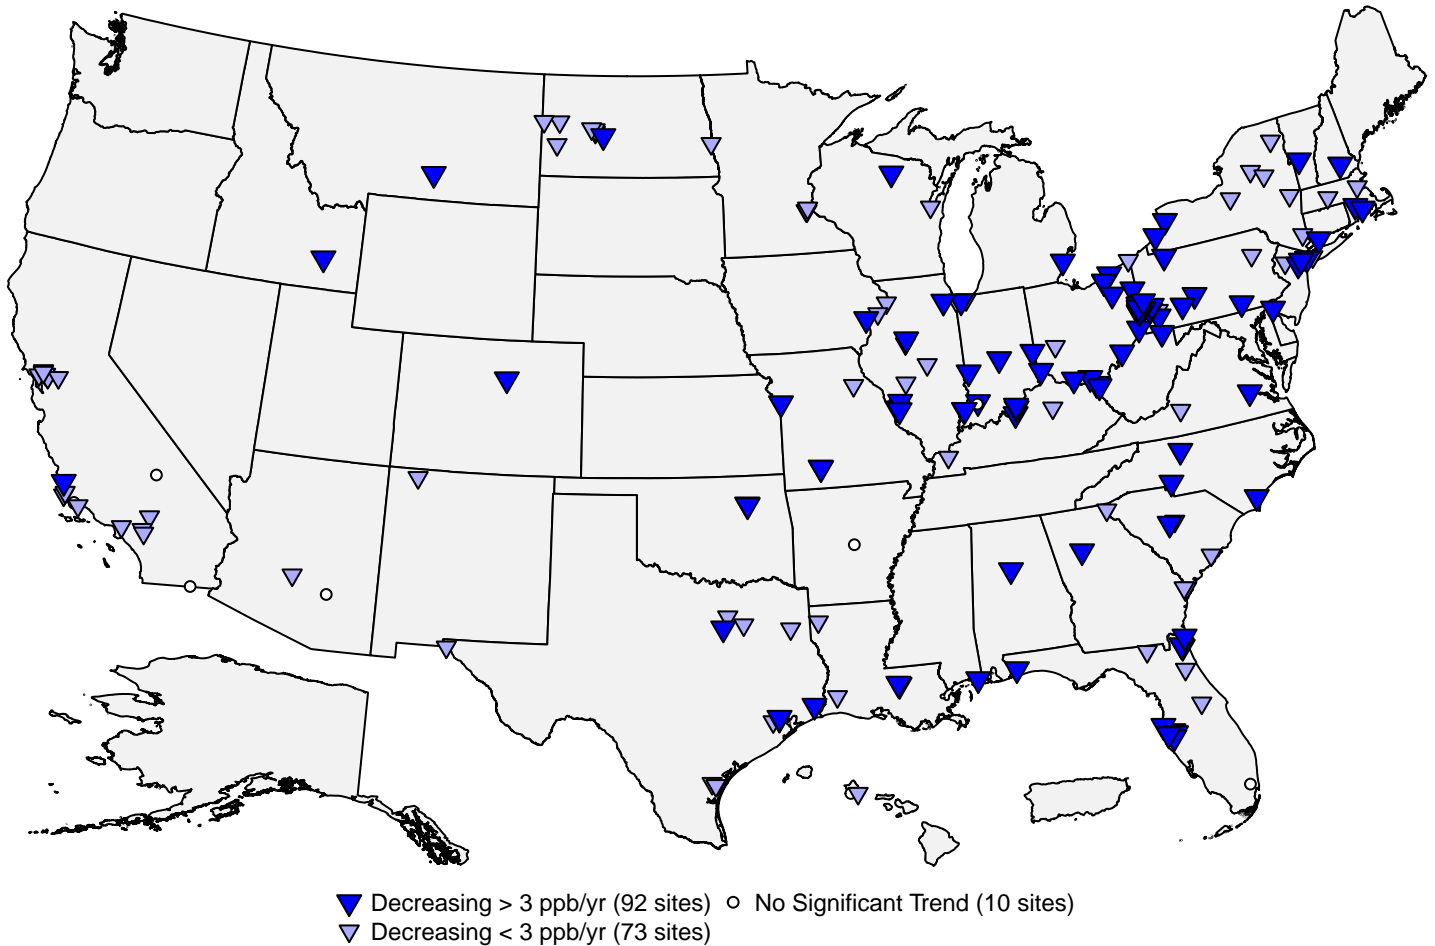 Decreasing > 3 ppb/yr (92 sites)
No Significant Trend (10 sites)
Decreasing < 3 ppb/yr (73 sites)